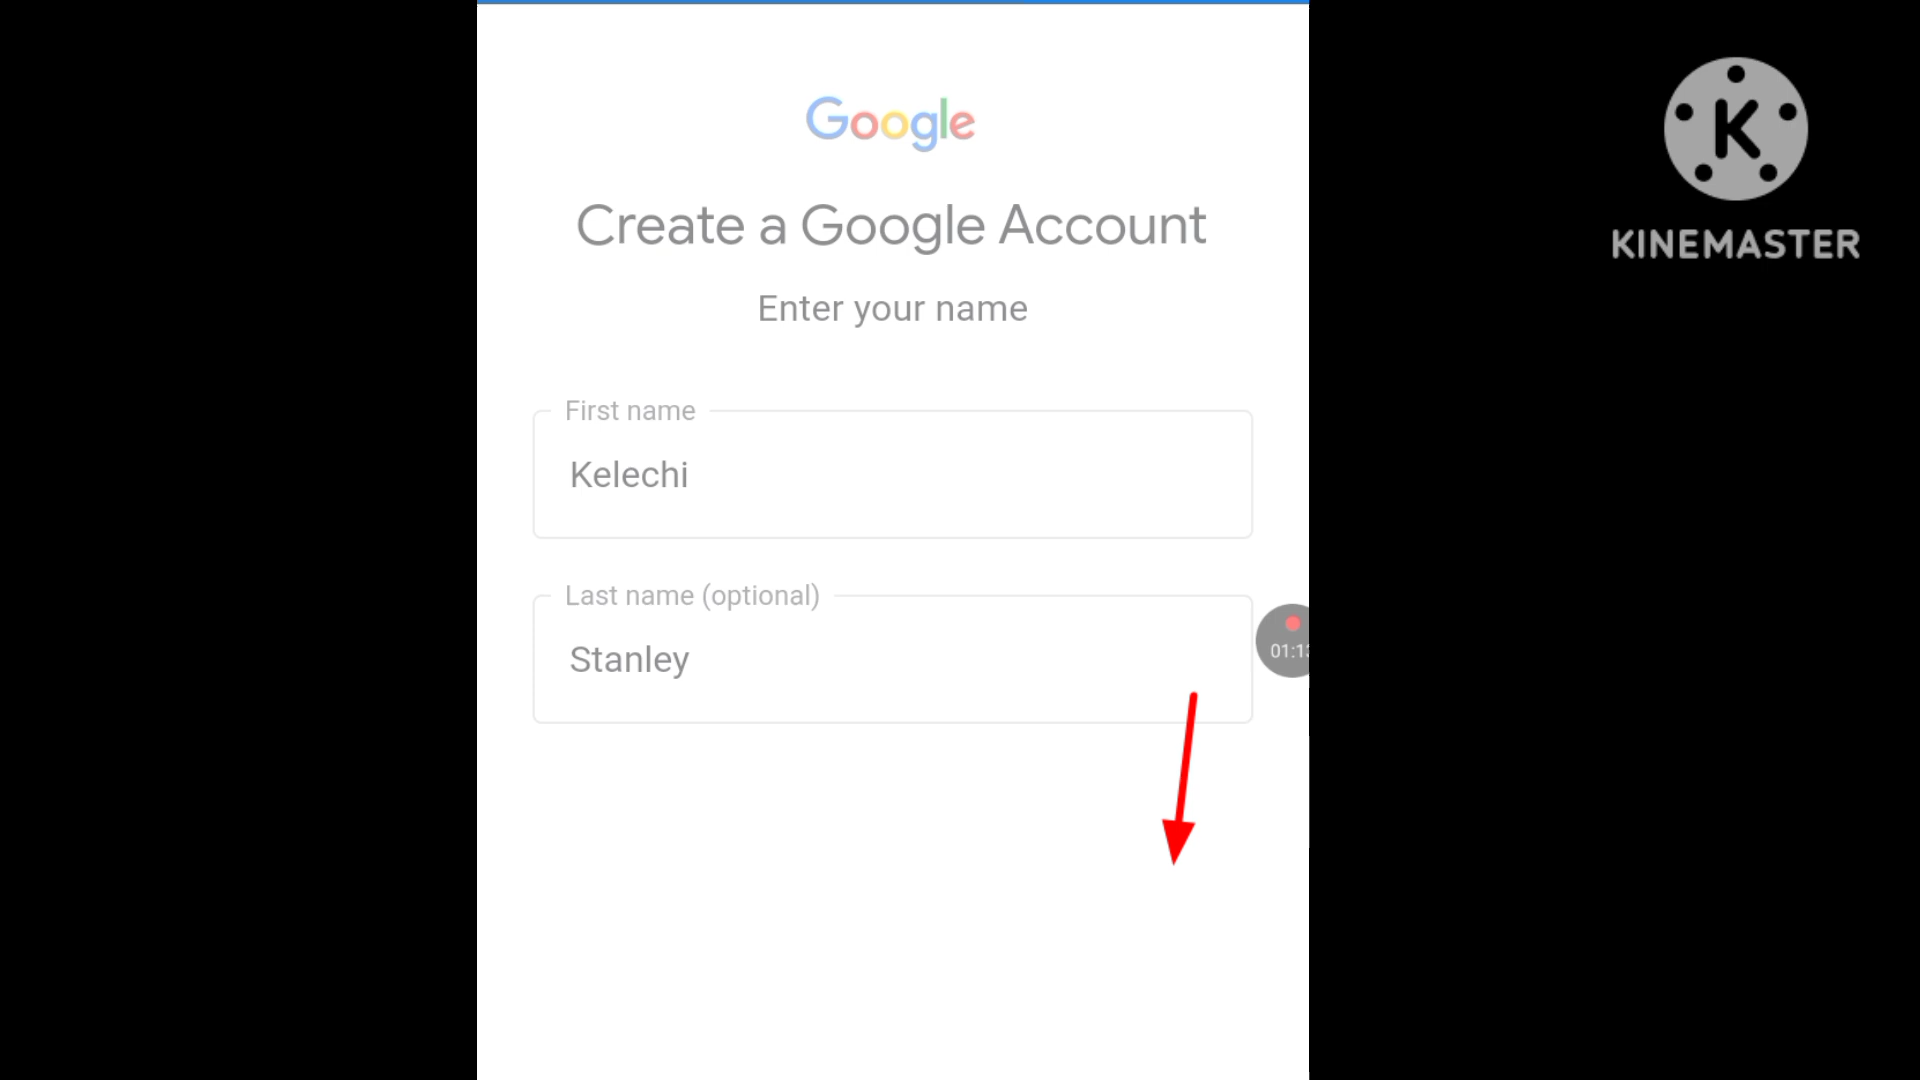 Google
KINEMASTER
Create a Google Account
Enter your name
First name
Kelechi
Last name (optional)
Stanley